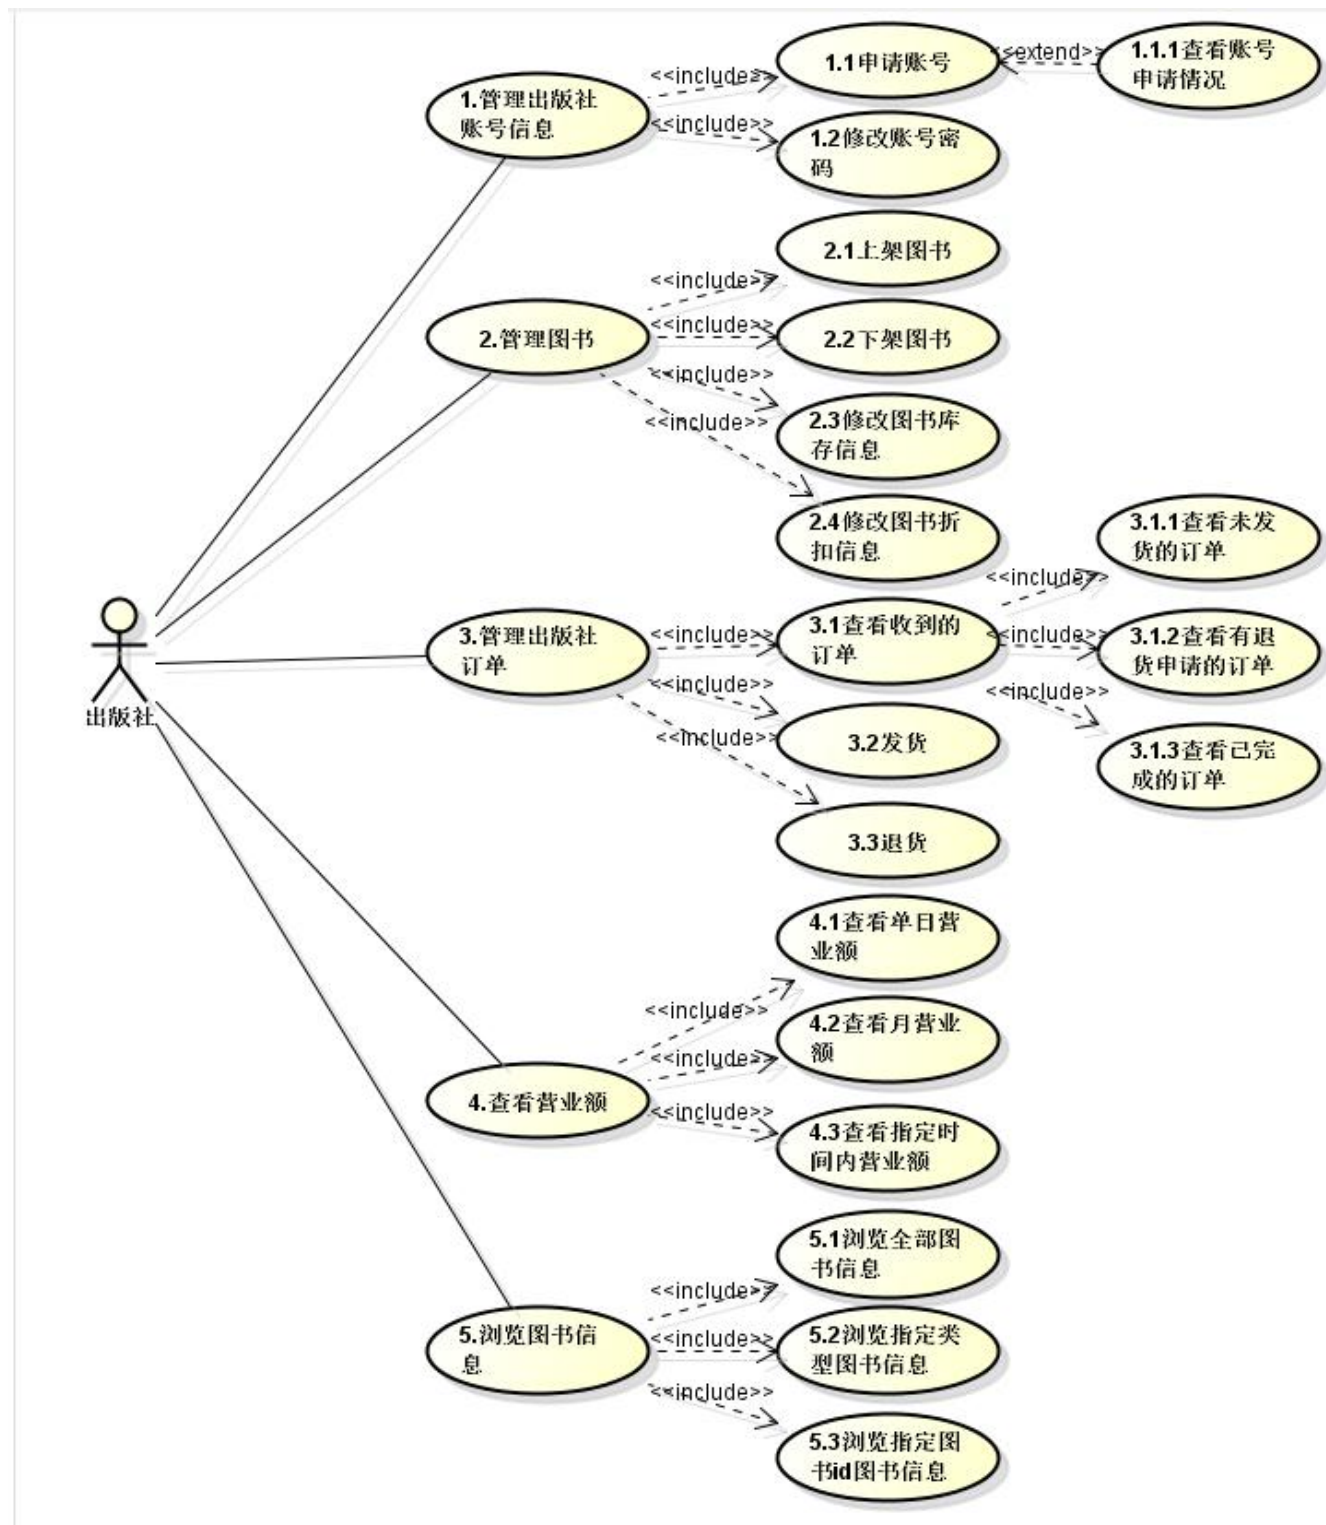 1.1申请账号
<<extend>>
1.1.1查看账号
申请情况
<<include>>
1.管理出版社
账号信息
<<include>>
1.2修改账号密
码
2.1上架图书
<<include>>
2.管理图书
<<include>>
2.2下架图书
<<include>>
2.3修改图书库
存信息
<<include>>
2.4修改图书折
扣信息
3.1.1查看未发
货的订单
<<include>>
3.管理出版社
订单
<<include>>
3.1查看收到的
订单
<<include>>
3.1.2查看有退
货申请的订单
<<include>>
<<include>>
3.1.3查看已完
成的订单
出版社
<<include>>
3.2发货
3.3退货
4.1查看单日营
业额
<<include>>
4.2查看月营业
额
<<include>>
4.查看营业额
<<include>>
4.3查看指定时
间内营业额
5.1浏览全部图
书信息
<<include>>
5.浏览图书信
息
<<include>>
5.2浏览指定类
型图书信息
<<include>>
5.3浏览指定图
书id图书信息